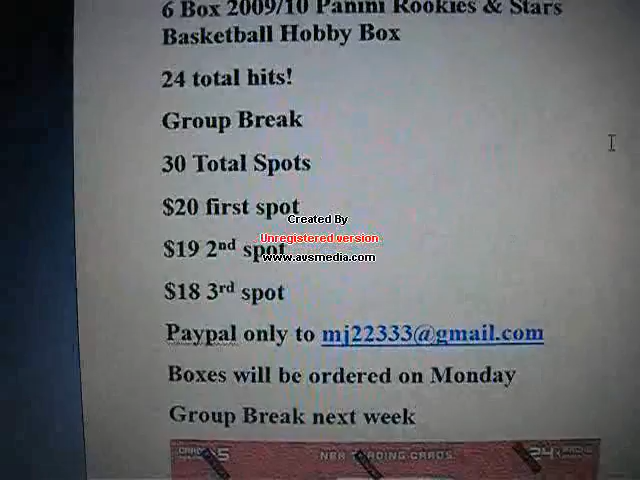 6 Box 2009/10 Panini Rookies & Stars
Basketball Hobby Box
24 total hits!
Group Break
30 Total Spots
$20 first spot
Created By
Unregistered version
$19 2nd spot
www.avsmedia.com
$18 3rd spot
Paypal only to mj22333@gmail.com
Boxes will be ordered on Monday
Group Break next week
NBA TRADING CARDS
24